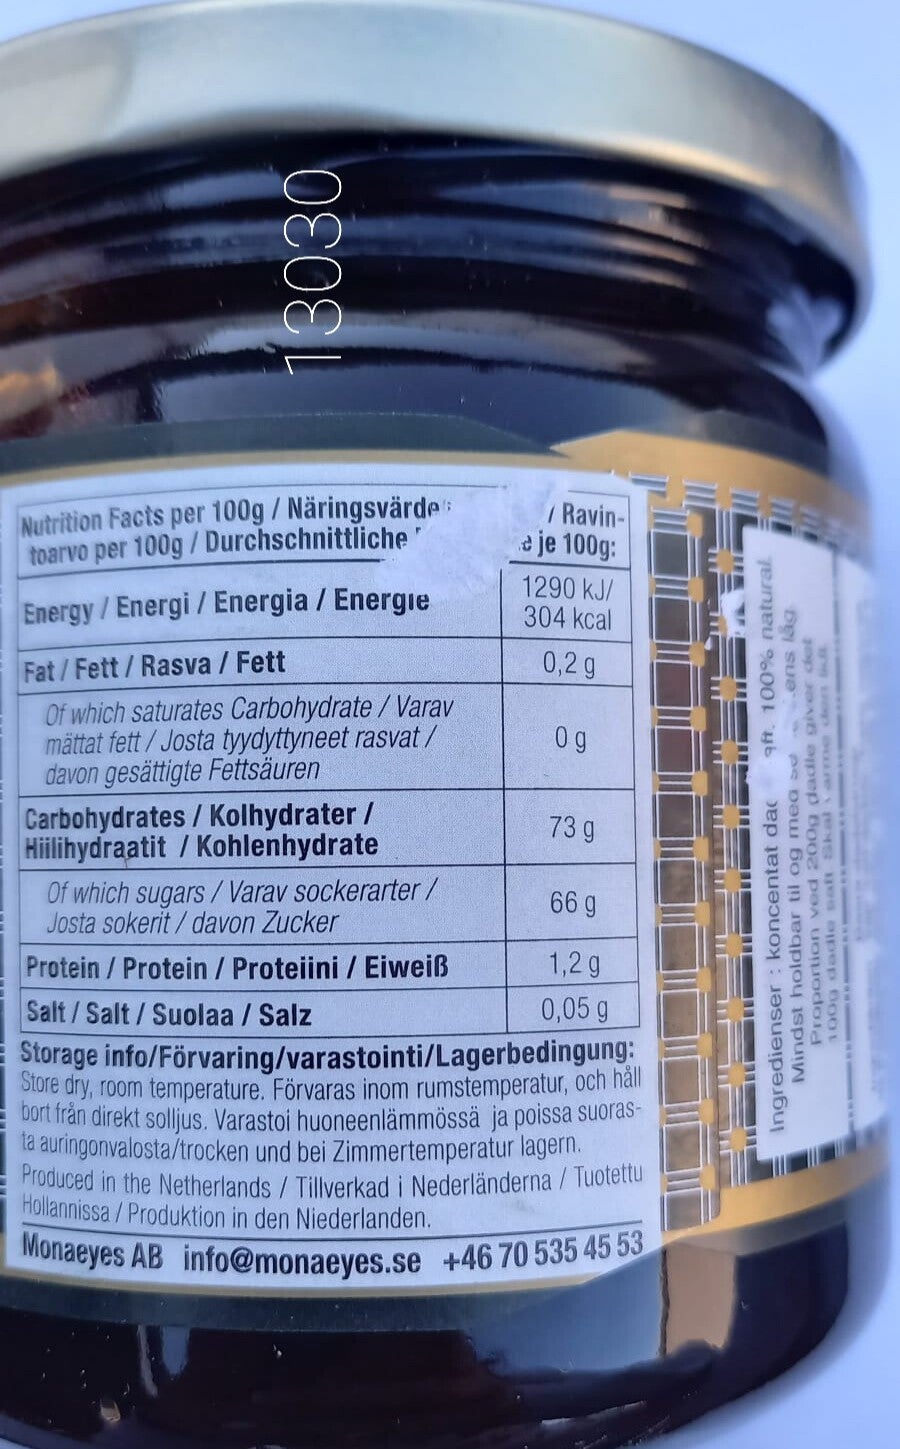 13030
Nutrition Facts per 100g / Näringsvärde / Ravin-
toarvo per 100g / Durchschnittliche je 100g:
Energy / Energi / Energia / Energie
1290 kJ/
304 kcal
Fat / Fett / Rasva / Fett
0,2 g
Of which saturates Carbohydrate / Varav
mättat fett / Josta tyydyttyneet rasvat /
davon gesättigte Fettsäuren
0 g
Carbohydrates / Kolhydrater /
Hiilihydraatit / Kohlenhydrate
73 g
Of which sugars / Varav sockerarter /
Josta sokerit / davon Zucker
66 g
Protein / Protein / Proteiini / Eiweiß
1,2 g
Salt / Salt / Suolaa / Salz
0,05 g
Storage info/Förvaring/varastointi/Lagerbedingung:
Store dry, room temperature. Förvaras inom rumstemperatur, och håll
bort från direkt solljus. Varastoi huoneenlämmössä ja poissa suoras-
ta auringonvalosta/trocken und bei Zimmertemperatur lagern.
Produced in the Netherlands / Tillverkad i Nederländerna / Tuotettu
Hollannissa / Produktion in den Niederlanden.
Monaeyes AB info@monaeyes.se +46 70 535 45 53
Ingredienser : koncentat 100% natural.
Mindst holdbar til og med låg
Proportion ved 200g dadle giver det
100g dadle saft